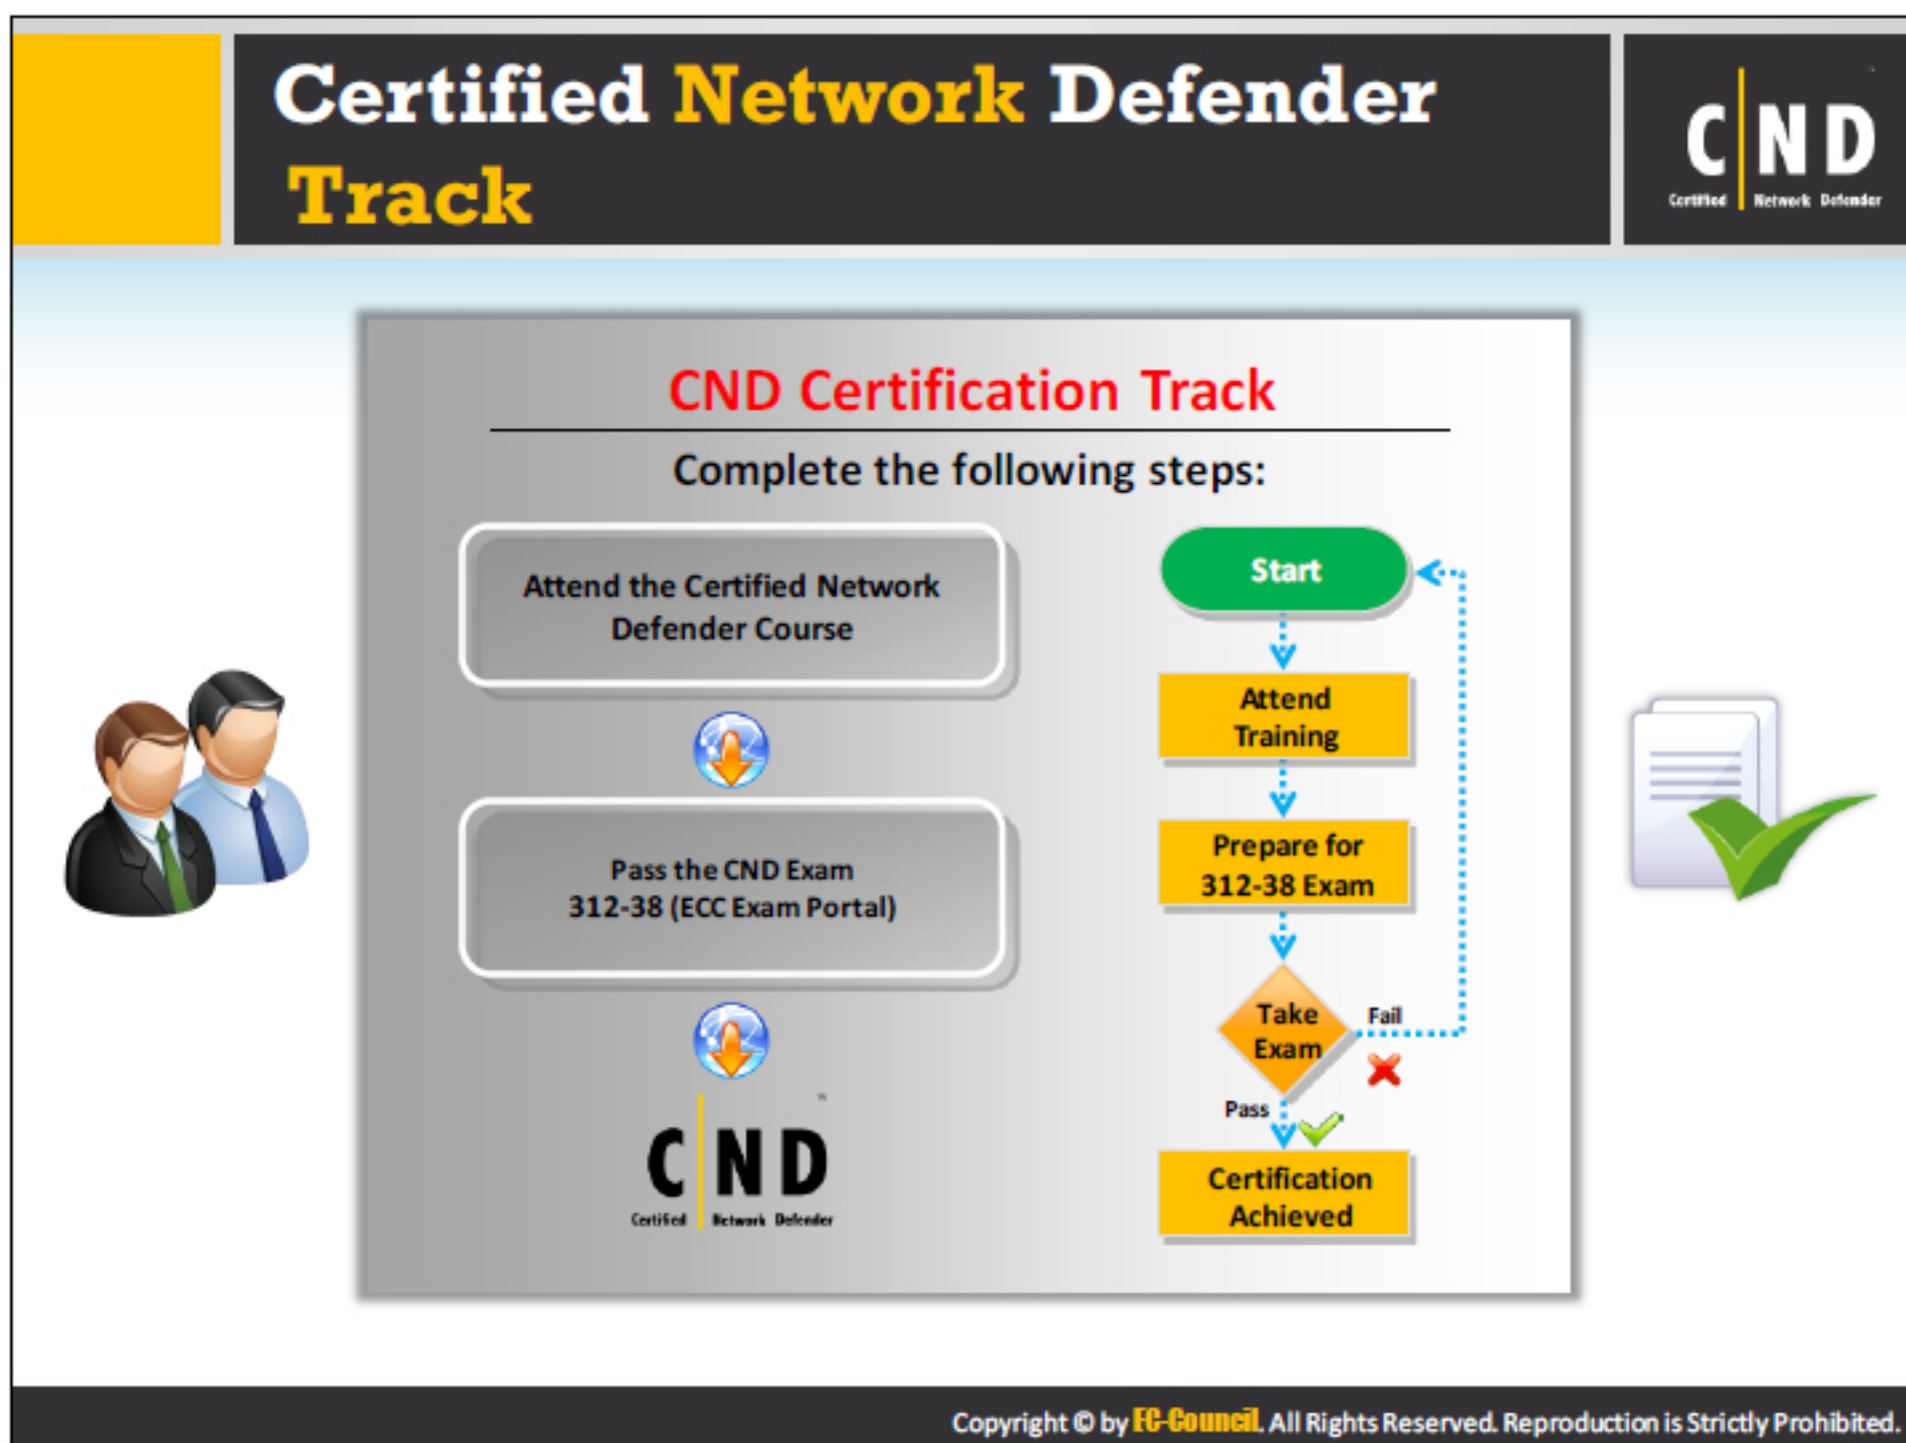 Certified Network Defender
Track
C|ND
Certified Network Defender
CND Certification Track
Complete the following steps:
Attend the Certified Network
Defender Course
Pass the CND Exam
312-38 (ECC Exam Portal)
C|ND
Certified Network Defender
Start
Attend
Training
Prepare for
312-38 Exam
Take
Exam
Fail
Pass
Certification
Achieved
Copyright © by EC-Council. All Rights Reserved. Reproduction is Strictly Prohibited.